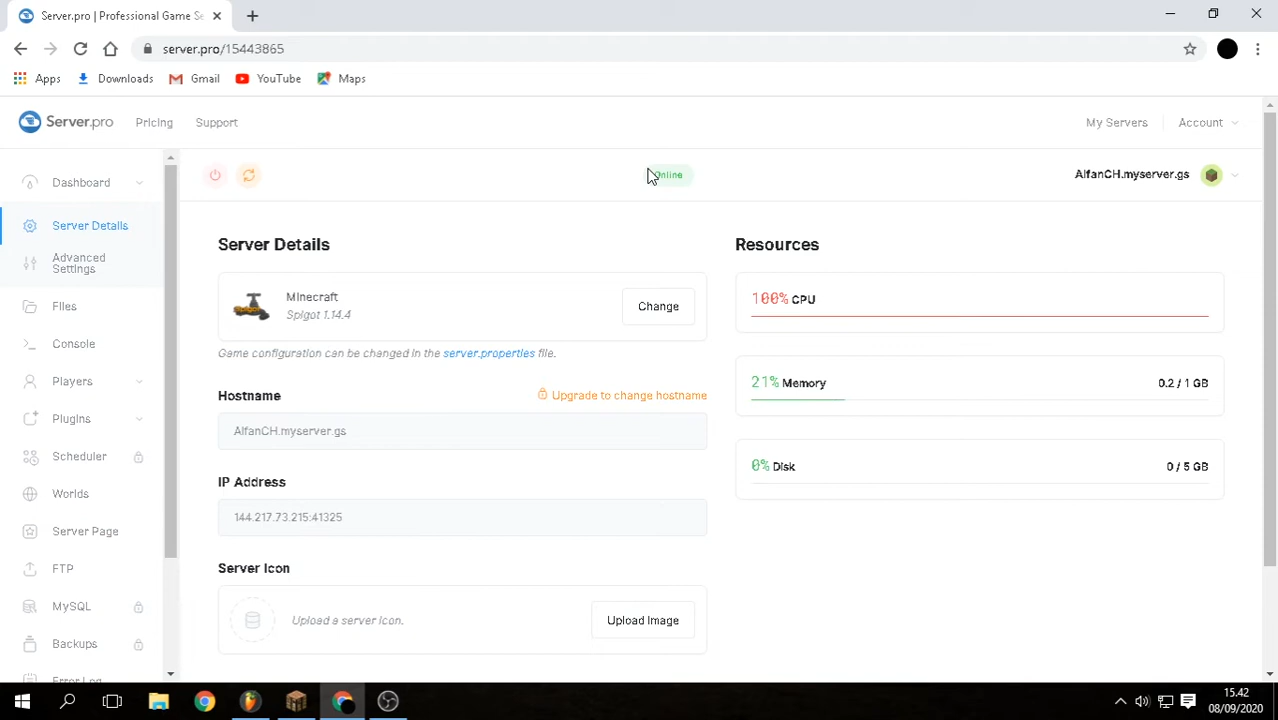 Server.pro | Professional Game Se
server.pro/15443865
Apps Downloads Gmail YouTube Maps
Server.pro Pricing Support My Servers Account
Dashboard
Online
AlfanCH.myserver.gs
Server Details
Advanced
Settings
Files
Console
Players
Plugins
Scheduler
Worlds
Server Page
FTP
MySQL
Backups
Error Log
Server Details
Minecraft
Spigot 1.14.4
Change
Game configuration can be changed in the server.properties file.
Hostname
Upgrade to change hostname
AlfanCH.myserver.gs
IP Address
144.217.73.215:41325
Server Icon
Upload a server icon.
Upload Image
Resources
100% CPU
21% Memory 0.2 / 1 GB
0% Disk 0 / 5 GB
15.42
08/09/2020